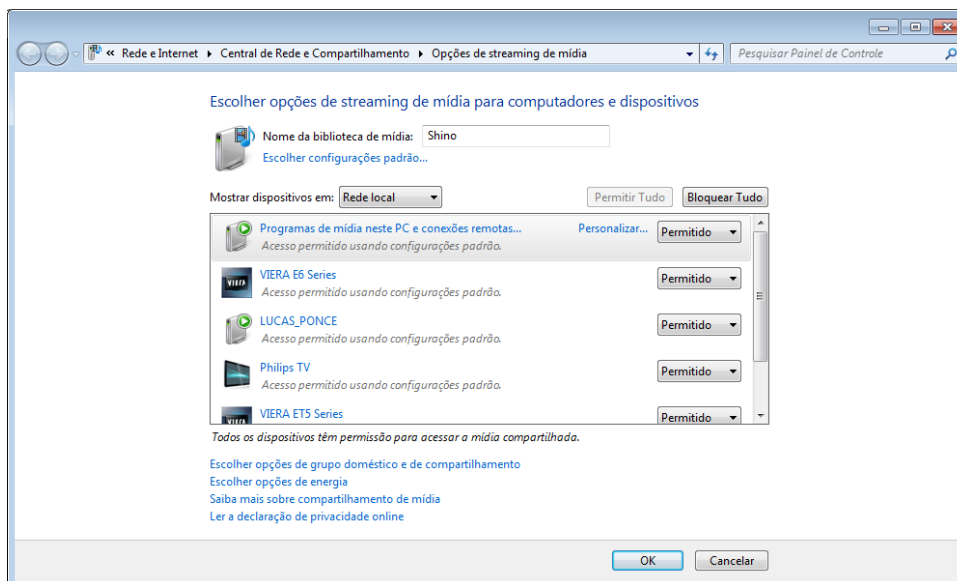 « Rede e Internet ▸ Central de Rede e Compartilhamento ▸ Opções de streaming de mídia
Pesquisar Painel de Controle
Escolher opções de streaming de mídia para computadores e dispositivos
Nome da biblioteca de mídia: Shino
Escolher configurações padrão...
Mostrar dispositivos em: Rede local Permitir Tudo Bloquear Tudo
Programas de mídia neste PC e conexões remotas... Personalizar... Permitido
Acesso permitido usando configurações padrão.
VIERA VIERA E6 Series Permitido
Acesso permitido usando configurações padrão.
LUCAS_PONCE Permitido
Acesso permitido usando configurações padrão.
Philips TV Permitido
Acesso permitido usando configurações padrão.
VIERA VIERA ET5 Series Permitido
Todos os dispositivos têm permissão para acessar a mídia compartilhada.
Escolher opções de grupo doméstico e de compartilhamento
Escolher opções de energia
Saiba mais sobre compartilhamento de mídia
Ler a declaração de privacidade online
OK Cancelar